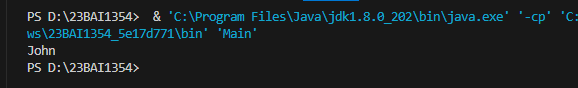 PS D:\23BAI1354>  & 'C:\Program Files\Java\jdk1.8.0_202\bin\java.exe' '-cp' 'C:
ws\23BAI1354_5e17d771\bin' 'Main'
John
PS D:\23BAI1354>